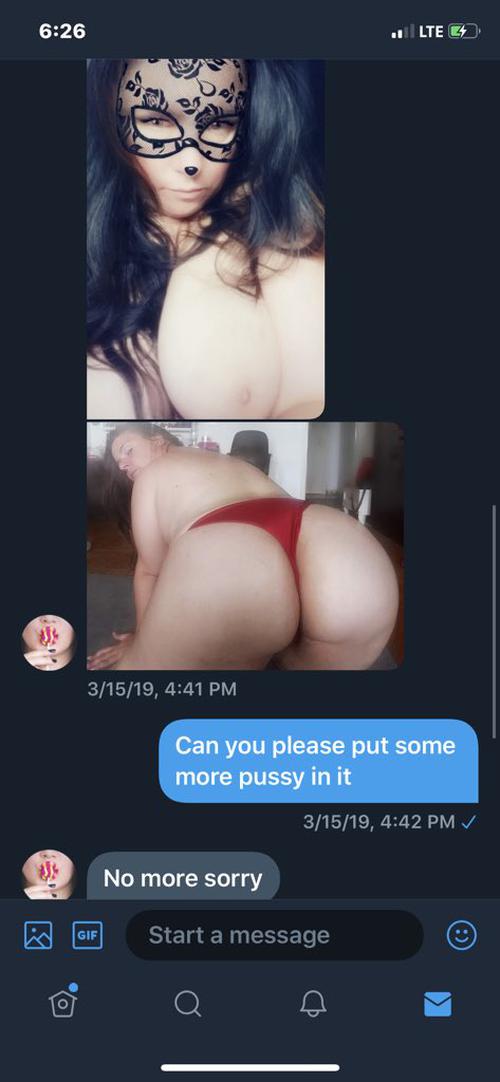 6:26
LTE
3/15/19, 4:41 PM
Can you please put some
more pussy in it
3/15/19, 4:42 PM
No more sorry
GIF
Start a message